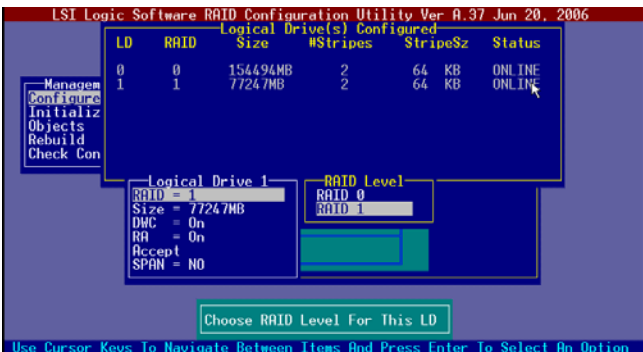 LSI Logic Software RAID Configuration Utility Ver A.37 Jun 20, 2006
Logical Drive(s) Configured
LD RAID Size #Stripes StripeSz Status
0 0 154494MB 2 64 KB ONLINE
1 1 77247MB 2 64 KB ONLINE
Managem
Configure
Initializ
Objects
Rebuild
Check Con
Logical Drive 1
RAID = 1
Size = 77247MB
DWC = On
RA = On
Accept
SPAN = NO
RAID Level
RAID 0
RAID 1
Choose RAID Level For This LD
Use Cursor Keys To Navigate Between Items And Press Enter To Select An Option